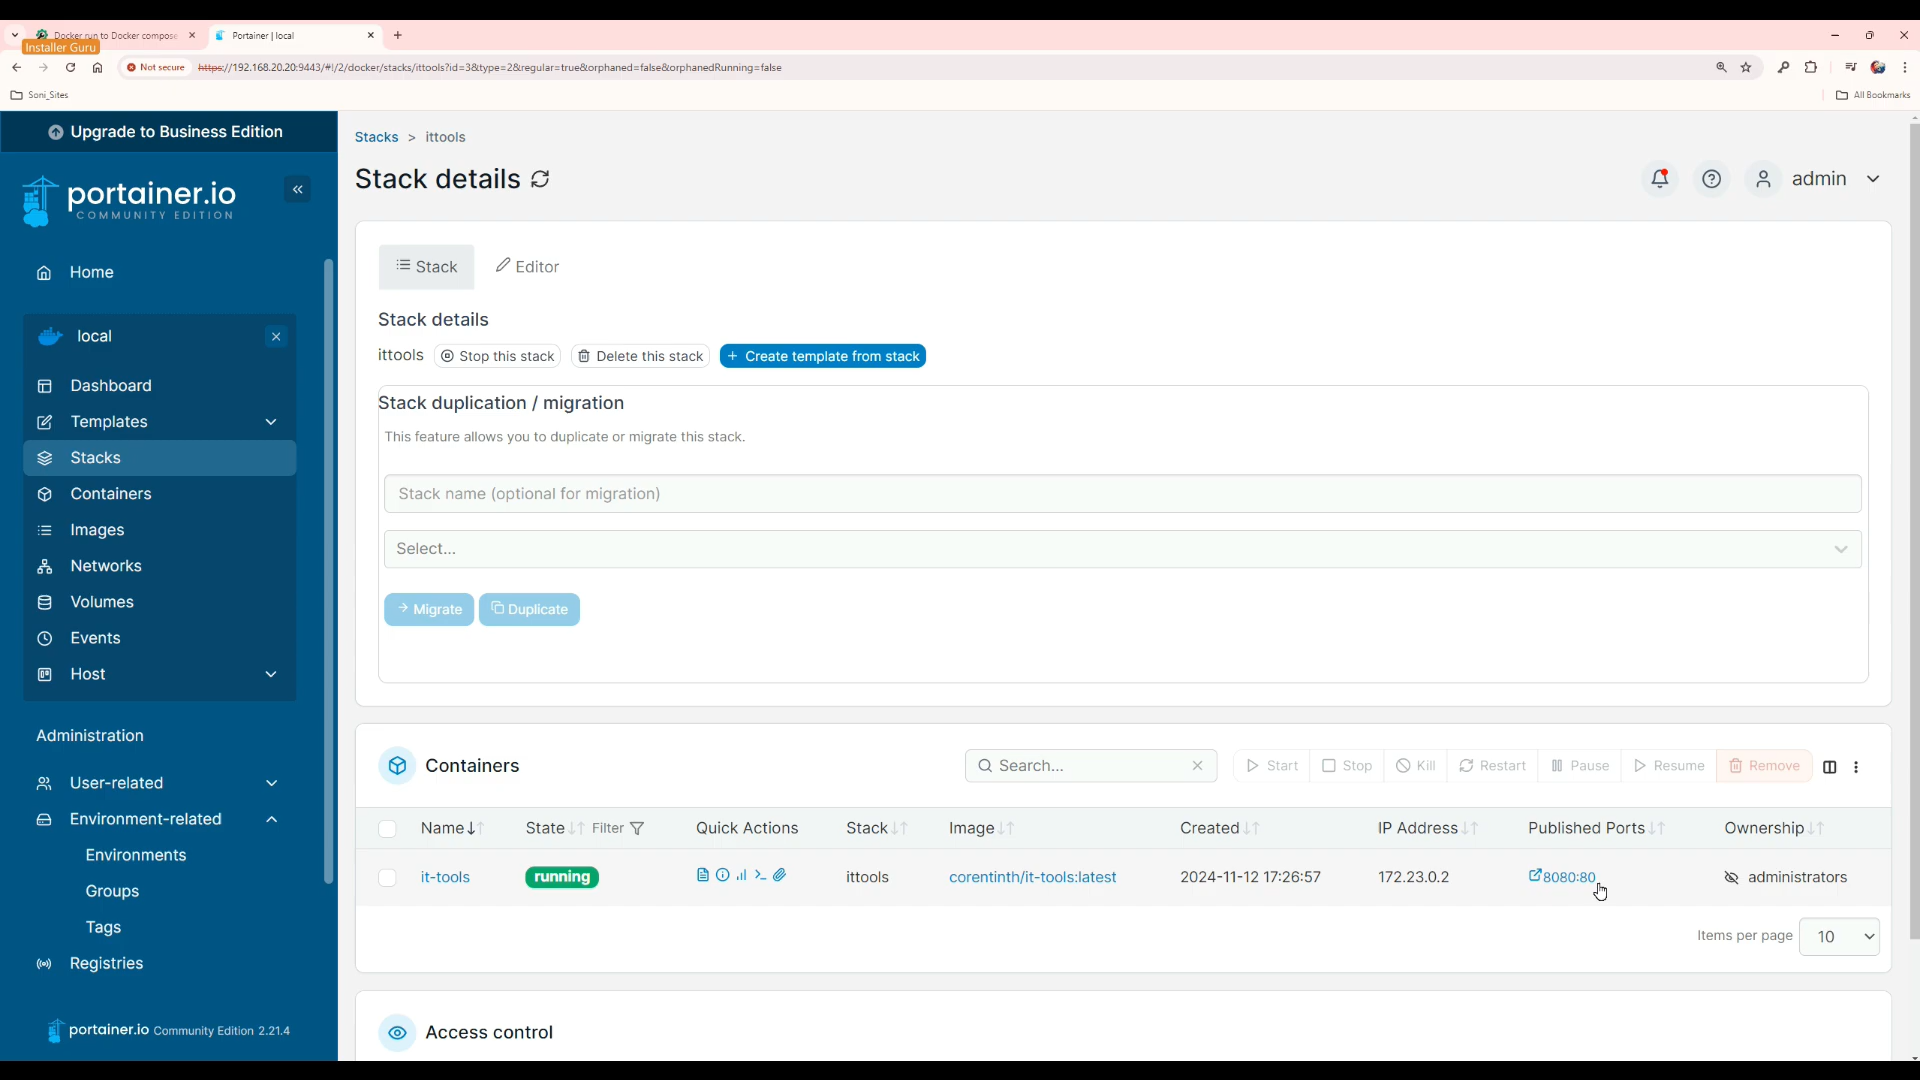 Docker run to Docker compose
Portainer | local
Installer Guru
Not secure
https://192.168.20.20:9443/#!/2/docker/stacks/ittools?id=3&type=2&regular=true&orphaned=false&orphanedRunning=false
Soni_Sites
All Bookmarks
Upgrade to Business Edition
portainer.io
COMMUNITY EDITION
Home
local
Dashboard
Templates
Stacks
Containers
Images
Networks
Volumes
Events
Host
Administration
User-related
Environment-related
Environments
Groups
Tags
Registries
portainer.io Community Edition 2.21.4
Stacks > ittools
Stack details
admin
Stack Editor
Stack details
ittools Stop this stack Delete this stack + Create template from stack
Stack duplication / migration
This feature allows you to duplicate or migrate this stack.
Stack name (optional for migration)
Select...
Migrate Duplicate
Containers Search... Start Stop Kill Restart Pause Resume Remove
Name State Filter Quick Actions Stack Image Created IP Address Published Ports Ownership
it-tools running ittools corentinth/it-tools:latest 2024-11-12 17:26:57 172.23.0.2 8080:80 administrators
Items per page 10
Access control